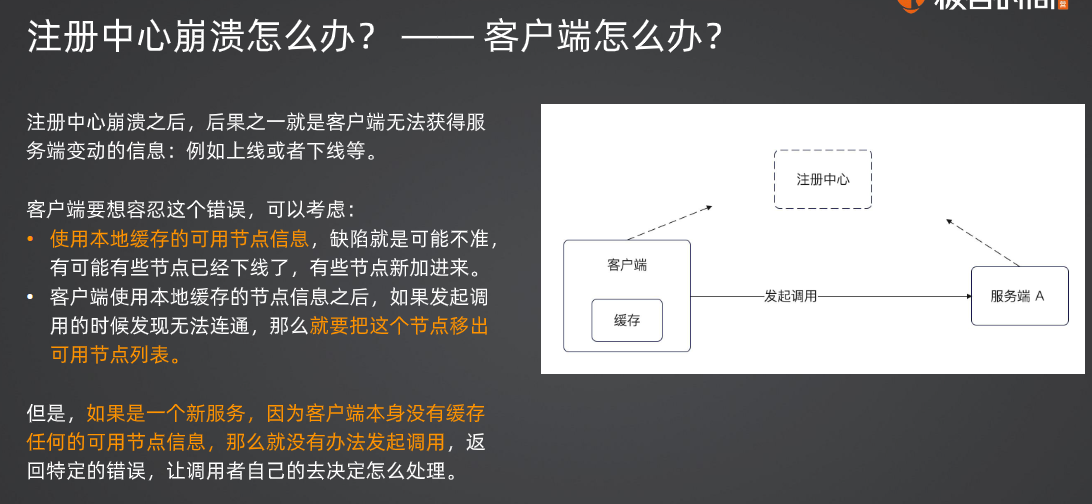 注册中心崩溃怎么办? —— 客户端怎么办?
注册中心崩溃之后，后果之一就是客户端无法获得服
务端变动的信息：例如上线或者下线等。
客户端要想容忍这个错误，可以考虑：
• 使用本地缓存的可用节点信息，缺陷就是可能不准，
有可能有些节点已经下线了，有些节点新加进来。
• 客户端使用本地缓存的节点信息之后，如果发起调
用的时候发现无法连通，那么就要把这个节点移出
可用节点列表。
但是，如果是一个新服务，因为客户端本身没有缓存
任何的可用节点信息，那么就没有办法发起调用，返
回特定的错误，让调用者自己的去决定怎么处理。
注册中心
客户端
缓存
发起调用
服务端 A